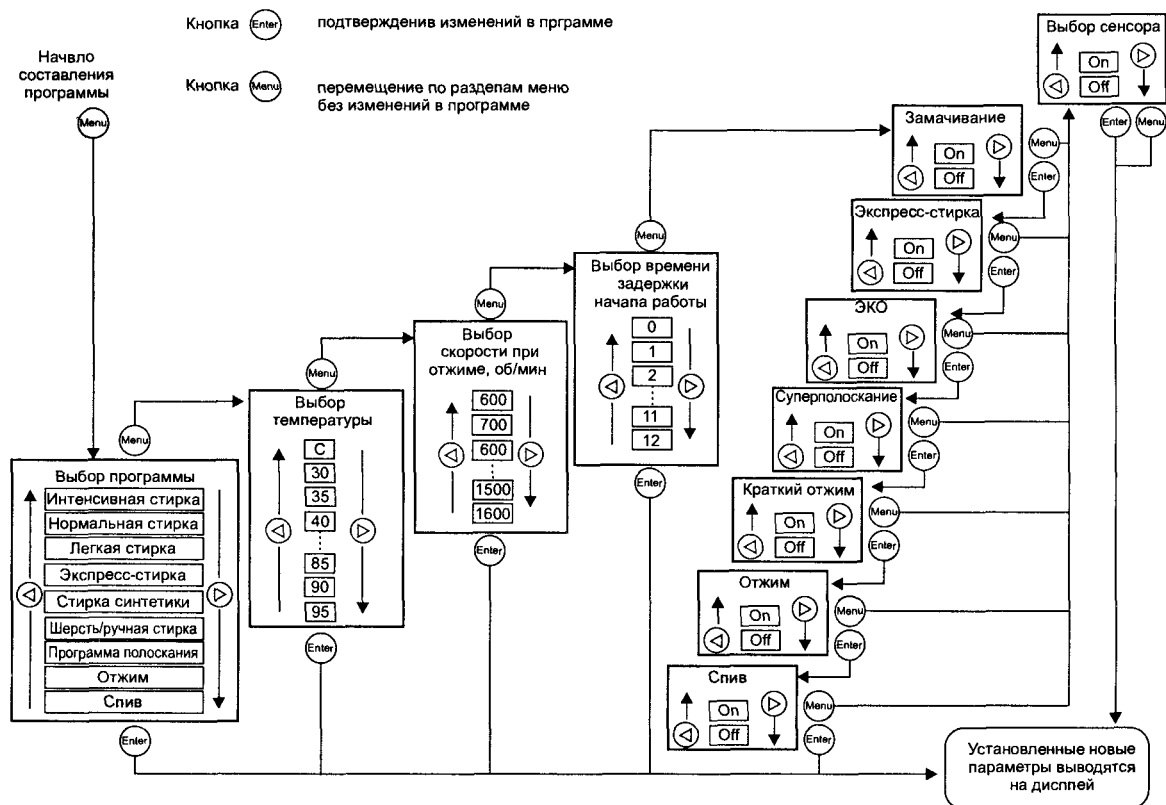 Кнопка Enter подтвержденив изменений в прграмме
Кнопка Menu перемещение по раздепам меню
без изменений в программе
Начвло
составления
программы
Menu
Выбор программы
Интенсивная стирка
Нормальная стирка
Легкая стирка
Экспресс-стирка
Стирка синтетики
Шерсть/ручная стирка
Программа полоскания
Отжим
Спив
Enter
Menu
Выбор
температуры
С
30
35
40
85
90
95
Enter
Menu
Выбор
скорости при
отжиме, об/мин
600
700
600
1500
1600
Enter
Menu
Выбор времени
задержки
начапа работы
0
1
2
11
12
Enter
Menu
Замачивание
On
Off
Menu
Enter
Экспресс-стирка
On
Off
Menu
Enter
ЭКО
On
Off
Menu
Enter
Суперполоскание
On
Off
Menu
Enter
Краткий отжим
On
Off
Menu
Enter
Отжим
On
Off
Menu
Enter
Спив
On
Off
Menu
Enter
Выбор сенсора
On
Off
Enter
Menu
Установленные новые
параметры выводятся
на дисппей